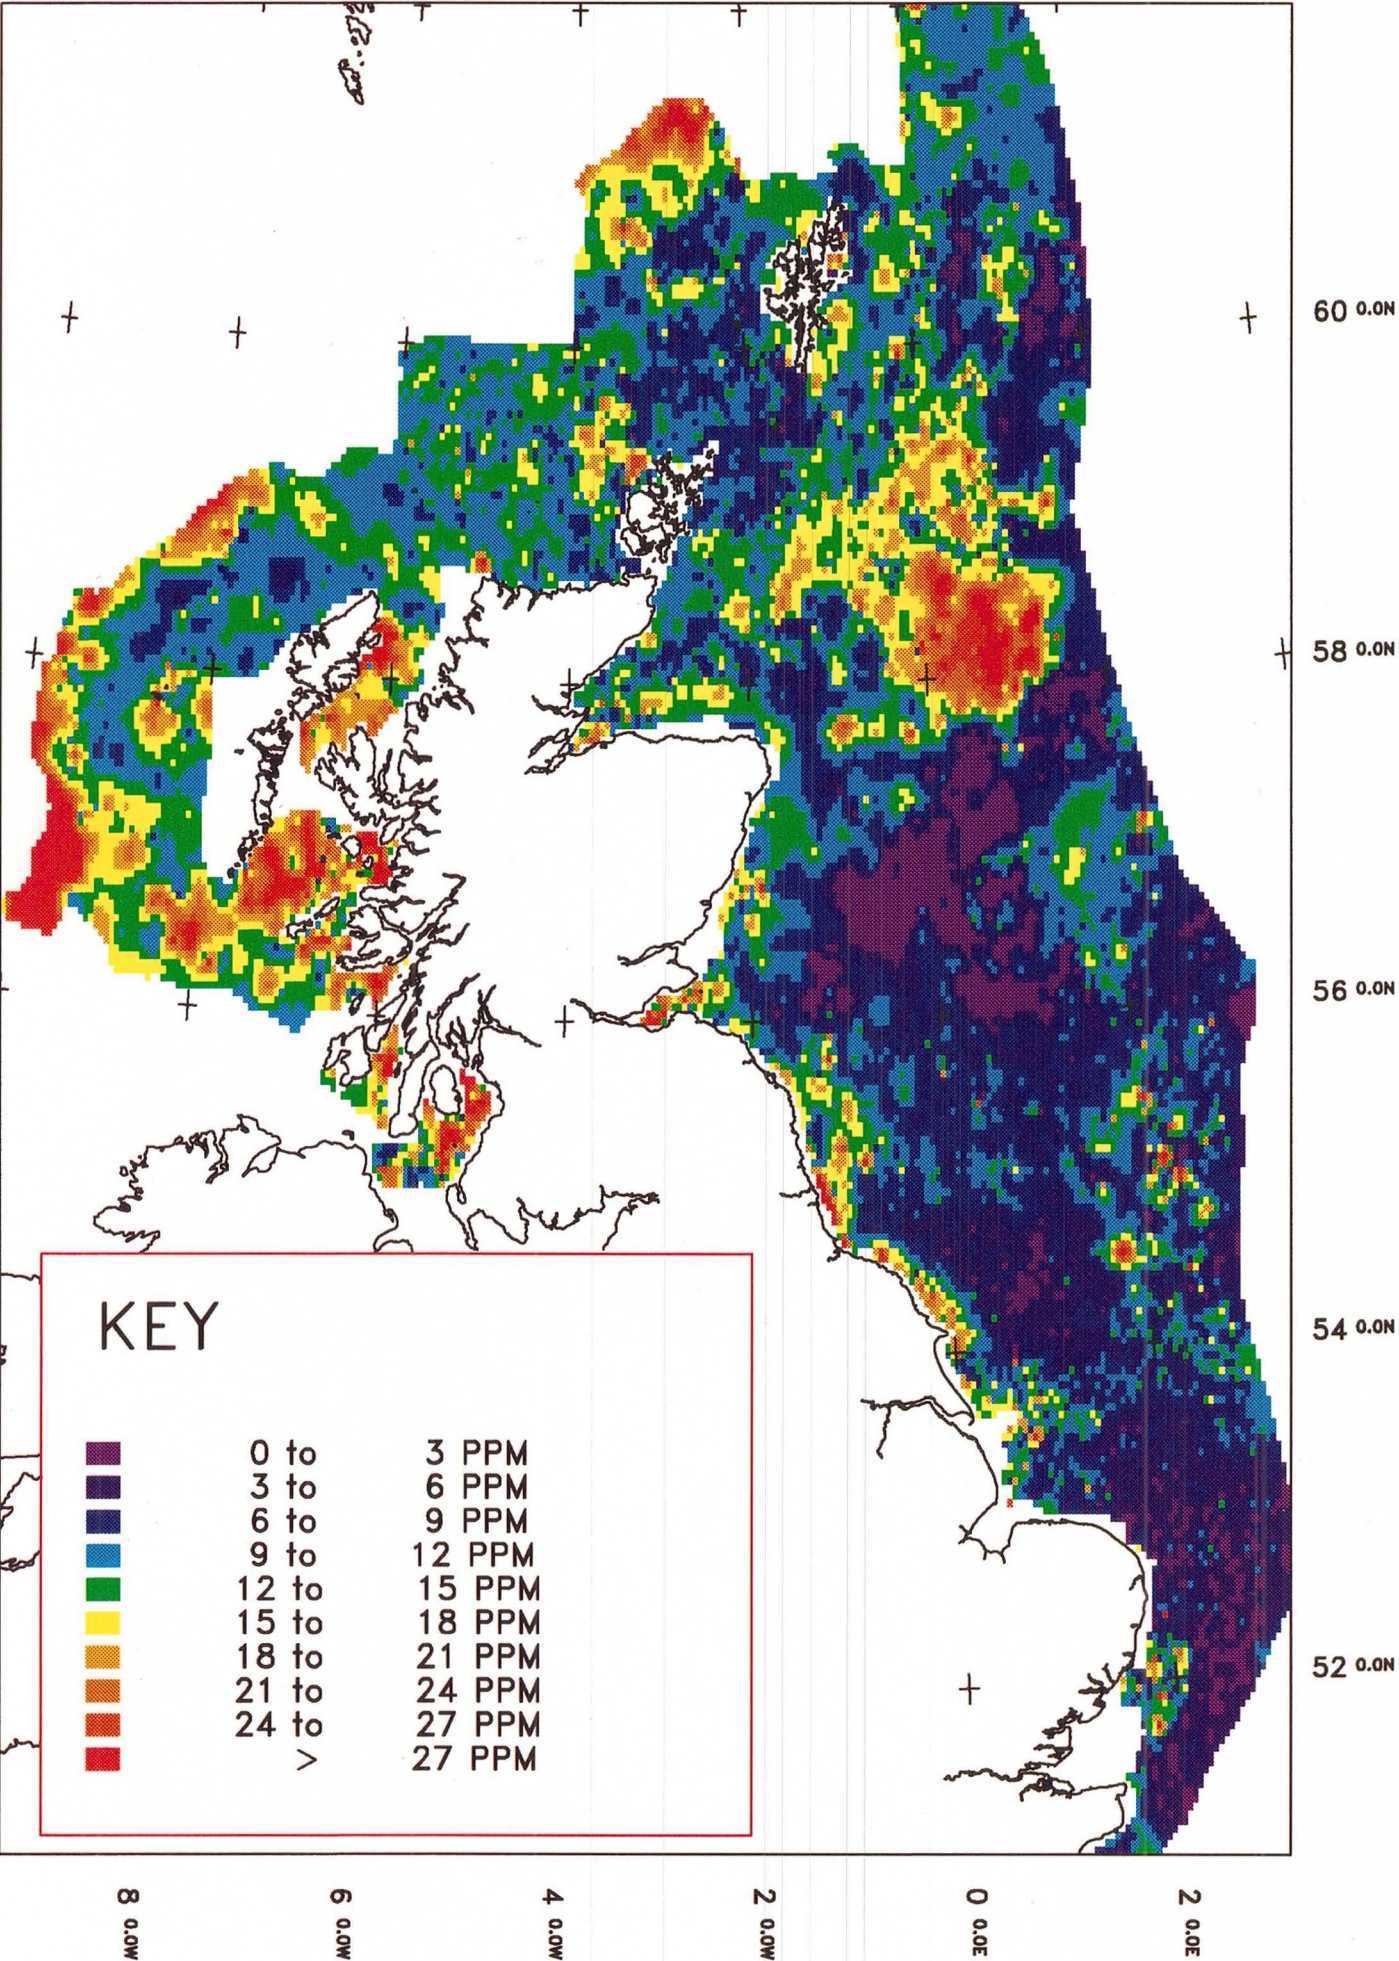 60 0.0N
58 0.0N
56 0.0N
54 0.0N
52 0.0N
KEY
0 to 3 PPM
3 to 6 PPM
6 to 9 PPM
9 to 12 PPM
12 to 15 PPM
15 to 18 PPM
18 to 21 PPM
21 to 24 PPM
24 to 27 PPM
> 27 PPM
8 0.0W
6 0.0W
4 0.0W
2 0.0W
0 0.0E
2 0.0E